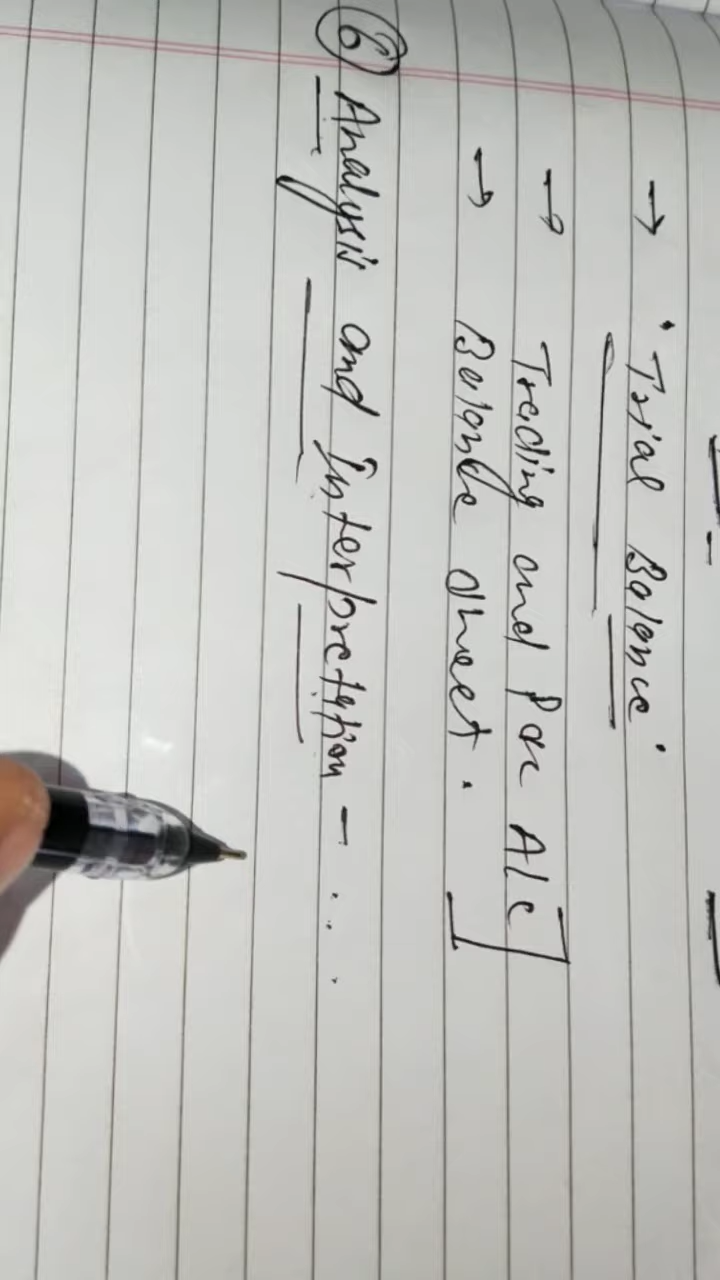 → 'Trial Balance'
→ Trading and P&L A/C
→ Balance sheet.
⑥ Analysis and Interpretation - ...